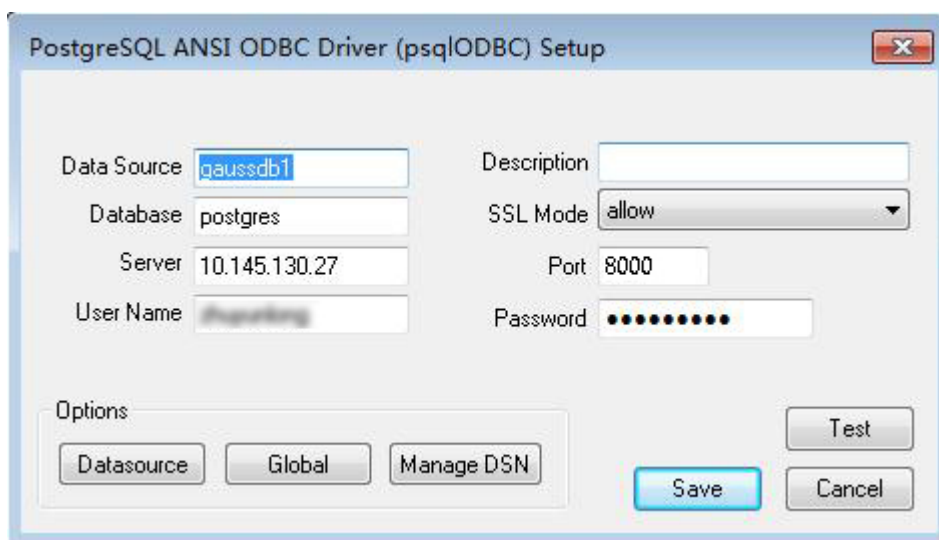 PostgreSQL ANSI ODBC Driver (psqlODBC) Setup
Data Source gaussdb1
Description
Database postgres
SSL Mode allow
Server 10.145.130.27
Port 8000
User Name
Password ●●●●●●●●●
Options
Datasource Global Manage DSN
Test
Save Cancel